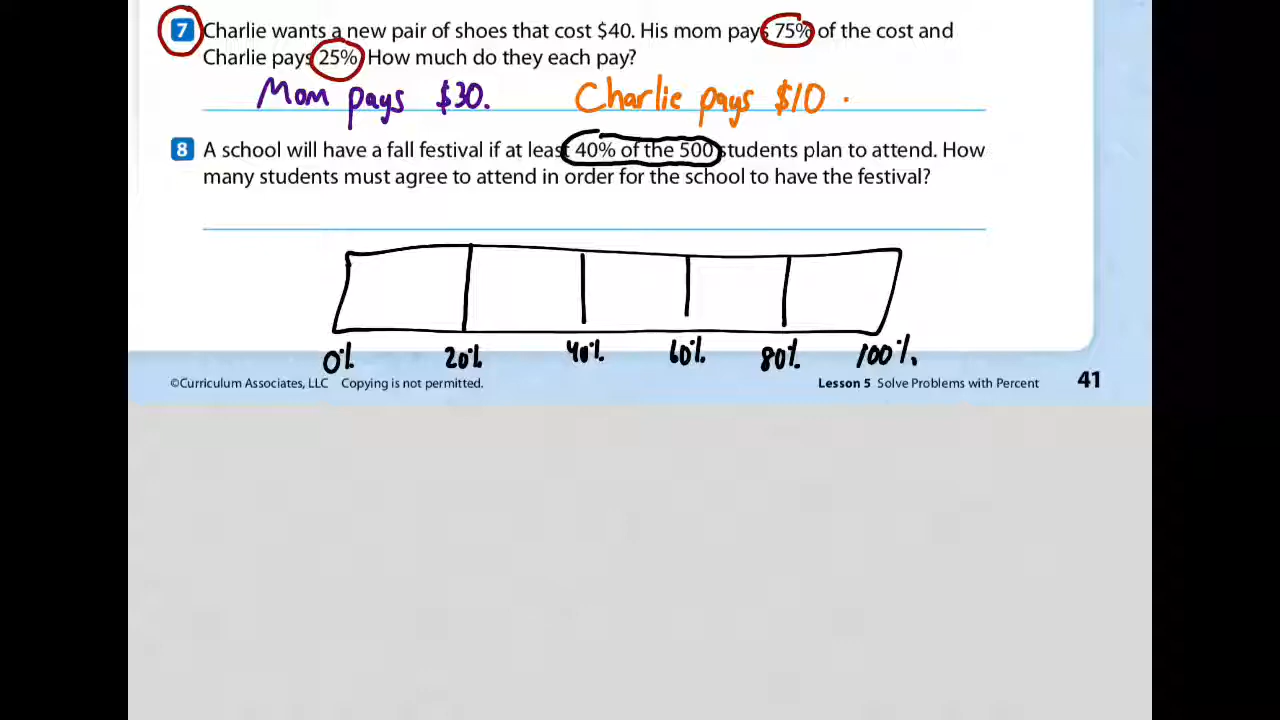 7 Charlie wants a new pair of shoes that cost $40. His mom pays 75% of the cost and
Charlie pays 25%. How much do they each pay?
Mom pays $30. Charlie pays $10.
8 A school will have a fall festival if at least 40% of the 500 students plan to attend. How
many students must agree to attend in order for the school to have the festival?
0% 20% 40% 60% 80% 100%
©Curriculum Associates, LLC Copying is not permitted. Lesson 5 Solve Problems with Percent 41